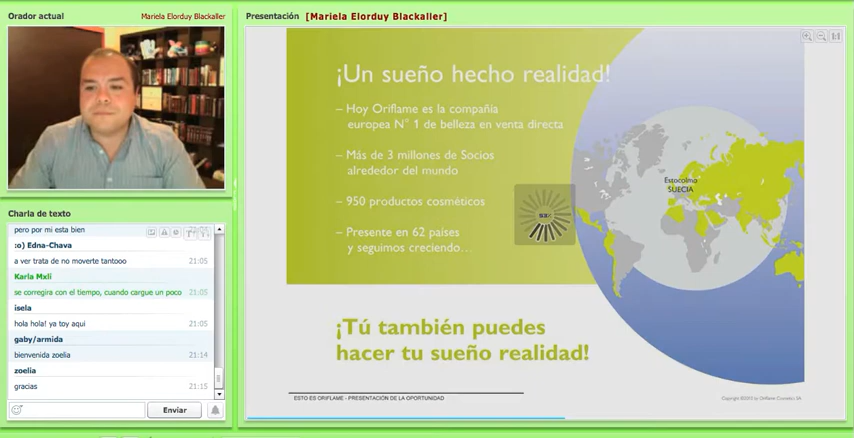 Orador actual
Mariela Elorduy Blackaller
Presentación [Mariela Elorduy Blackaller]
¡Un sueño hecho realidad!
– Hoy Oriflame es la compañía
europea N° 1 de belleza en venta directa
– Más de 3 millones de Socios
alrededor del mundo
– 950 productos cosméticos
– Presente en 62 países
y seguimos creciendo…
Estocolmo
SUECIA
¡Tú también puedes
hacer tu sueño realidad!
ESTO ES ORIFLAME - PRESENTACIÓN DE LA OPORTUNIDAD
Charla de texto
pero por mi esta bien
:o) Edna-Chava
a ver trata de no moverte tantooo 21:05
Karla Mxli
se corregira con el tiempo, cuando cargue un poco 21:05
isela
hola hola! ya toy aqui 21:05
gaby/armida
bienvenida zoelia 21:14
zoelia
gracias 21:15
Enviar